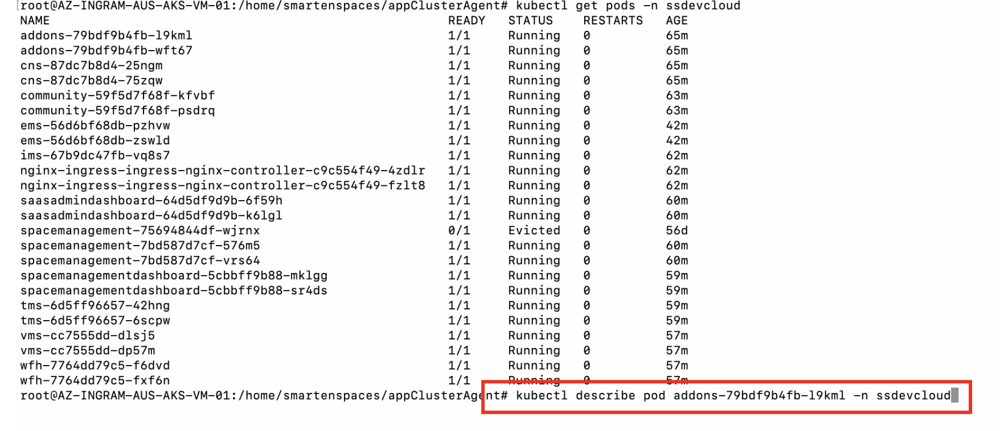 [root@AZ-INGRAM-AUS-AKS-VM-01:/home/smartenspaces/appClusterAgent# kubectl get pods -n ssdevcloud
NAME READY STATUS RESTARTS AGE
addons-79bdf9b4fb-l9kml 1/1 Running 0 65m
addons-79bdf9b4fb-wft67 1/1 Running 0 65m
cns-87dc7b8d4-25ngm 1/1 Running 0 65m
cns-87dc7b8d4-75zqw 1/1 Running 0 65m
community-59f5d7f68f-kfvbf 1/1 Running 0 63m
community-59f5d7f68f-psdrq 1/1 Running 0 63m
ems-56d6bf68db-pzhvw 1/1 Running 0 42m
ems-56d6bf68db-zswld 1/1 Running 0 42m
ims-67b9dc47fb-vq8s7 1/1 Running 0 62m
nginx-ingress-ingress-nginx-controller-c9c554f49-4zdlr 1/1 Running 0 62m
nginx-ingress-ingress-nginx-controller-c9c554f49-fzlt8 1/1 Running 0 62m
saasadmindashboard-64d5df9d9b-6f59h 1/1 Running 0 60m
saasadmindashboard-64d5df9d9b-k6lgl 1/1 Running 0 60m
spacemanagement-75694844df-wjrnx 0/1 Evicted 0 56d
spacemanagement-7bd587d7cf-576m5 1/1 Running 0 60m
spacemanagement-7bd587d7cf-vrs64 1/1 Running 0 60m
spacemanagementdashboard-5cbbff9b88-mklgg 1/1 Running 0 59m
spacemanagementdashboard-5cbbff9b88-sr4ds 1/1 Running 0 59m
tms-6d5ff96657-42hng 1/1 Running 0 59m
tms-6d5ff96657-6scpw 1/1 Running 0 59m
vms-cc7555dd-dlsj5 1/1 Running 0 57m
vms-cc7555dd-dp57m 1/1 Running 0 57m
wfh-7764dd79c5-f6dvd 1/1 Running 0 57m
wfh-7764dd79c5-fxf6n 1/1 Running 0 57m
root@AZ-INGRAM-AUS-AKS-VM-01:/home/smartenspaces/appClusterAgent# kubectl describe pod addons-79bdf9b4fb-l9kml -n ssdevcloud